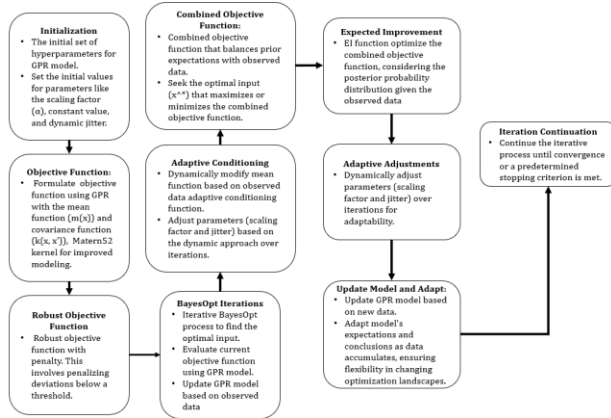 Initialization
• The initial set of
hyperparameters for
GPR model.
• Set the initial values for
parameters like the
scaling factor
(α), constant value,
and dynamic jitter.
Objective Function:
• Formulate objective
function using GPR
with the mean
function (m(x)) and
covariance function
(k(x, x')), Matern52
kernel for improved
modeling.
Robust Objective
Function
• Robust objective
function with
penalty. This
involves penalizing
deviations below a
threshold.
BayesOpt Iterations
• Iterative BayesOpt
process to find the
optimal input.
• Evaluate current
objective function
using GPR model.
• Update GPR model
based on observed
data
Adaptive Conditioning
• Dynamically modify mean
function based on observed
data adaptive conditioning
function.
• Adjust parameters (scaling
factor and jitter) based on
the dynamic approach over
iterations.
Combined Objective
Function:
• Combined objective
function that balances prior
expectations with observed
data.
• Seek the optimal input
(x^*) that maximizes or
minimizes the combined
objective function.
Expected Improvement
• EI function optimize the
combined objective
function, considering the
posterior probability
distribution given the
observed data
Adaptive Adjustments
• Dynamically adjust
parameters (scaling
factor and jitter) over
iterations for
adaptability.
Update Model and Adapt:
• Update GPR model based
on new data.
• Adapt model's
expectations and
conclusions as data
accumulates, ensuring
flexibility in changing
optimization landscapes.
Iteration Continuation
• Continue the iterative
process until convergence
or a predetermined
stopping criterion is met.